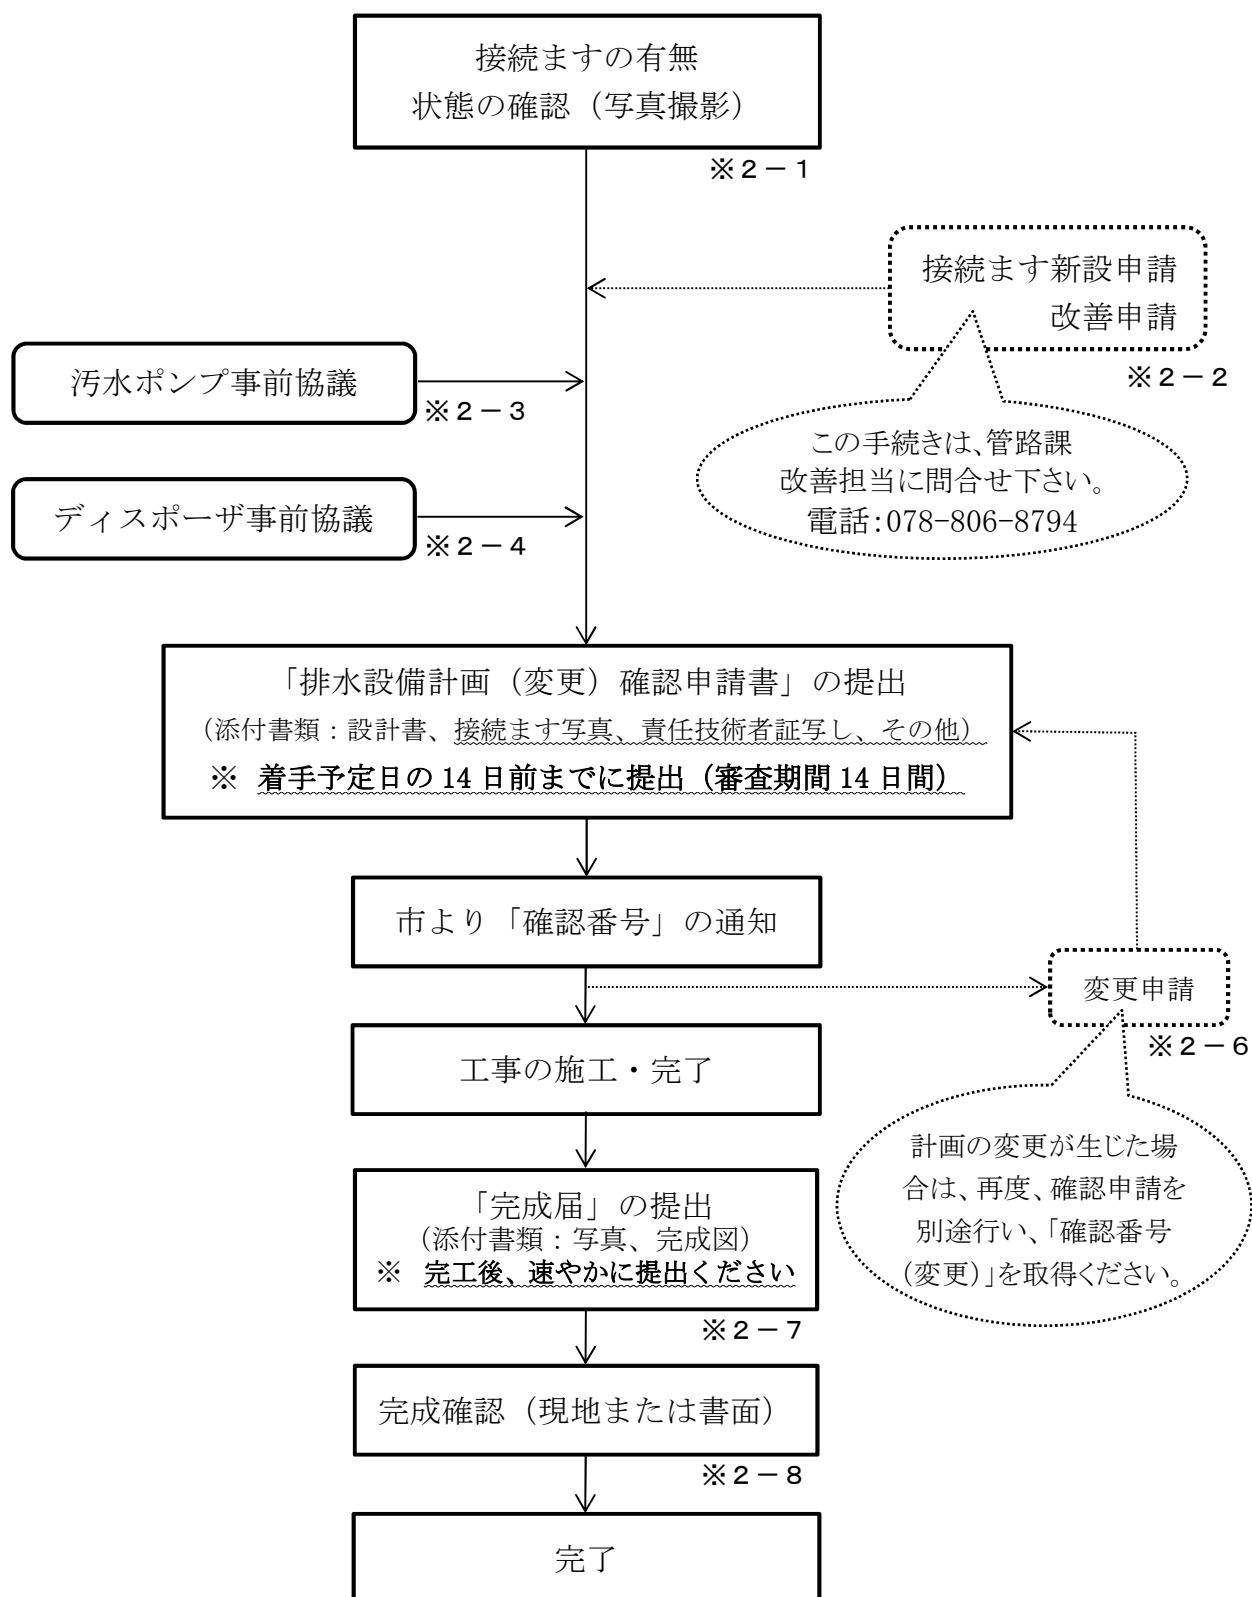 接続ますの有無
状態の確認（写真撮影）
※２－１
接続ます新設申請
改善申請
※２－２
この手続きは、管路課
改善担当に問合せ下さい。
電話：078-806-8794
汚水ポンプ事前協議
※２－３
ディスポーザ事前協議
※２－４
「排水設備計画（変更）確認申請書」の提出
（添付書類：設計書、接続ます写真、責任技術者証写し、その他）
※ 着手予定日の 14 日前までに提出（審査期間 14 日間）
市より「確認番号」の通知
変更申請
※２－６
計画の変更が生じた場
合は、再度、確認申請を
別途行い、「確認番号
（変更）」を取得ください。
工事の施工・完了
「完成届」の提出
（添付書類：写真、完成図）
※ 完工後、速やかに提出ください
※２－７
完成確認（現地または書面）
※２－８
完了